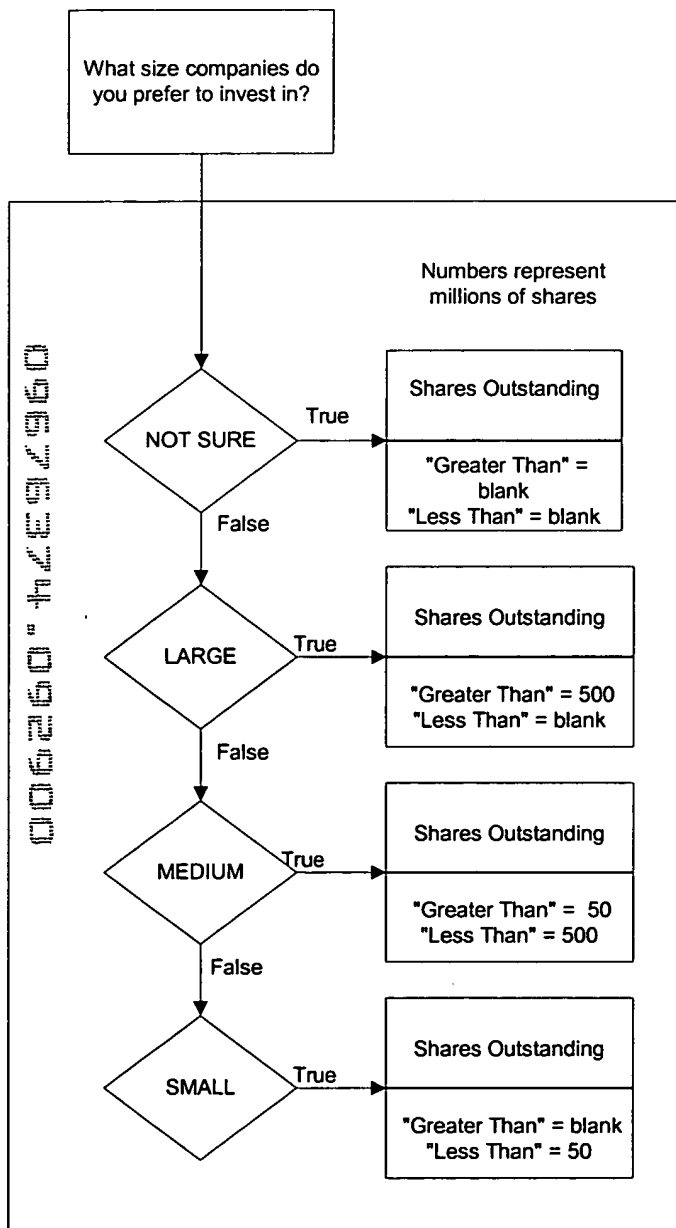 What size companies do
you prefer to invest in?
Numbers represent
millions of shares
09676374.092900
NOT SURE
True
Shares Outstanding
"Greater Than" =
blank
"Less Than" = blank
False
LARGE
True
Shares Outstanding
"Greater Than" = 500
"Less Than" = blank
False
MEDIUM
True
Shares Outstanding
"Greater Than" = 50
"Less Than" = 500
False
SMALL
True
Shares Outstanding
"Greater Than" = blank
"Less Than" = 50